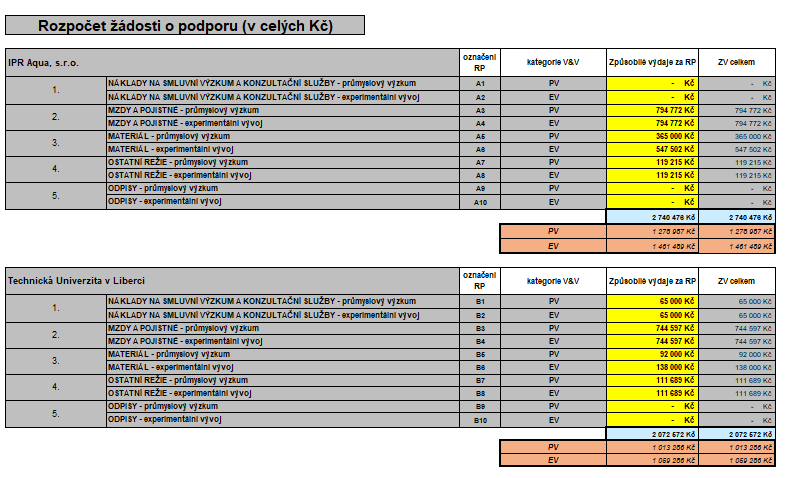 Rozpočet žádosti o podporu (v celých Kč)
IPR Aqua, s.r.o. označení RP kategorie V&V Způsobilé výdaje za RP ZV celkem
1. NÁKLADY NA SMLUVNÍ VÝZKUM A KONZULTAČNÍ SLUŽBY - průmyslový výzkum A1 PV - Kč - Kč
NÁKLADY NA SMLUVNÍ VÝZKUM A KONZULTAČNÍ SLUŽBY - experimentální vývoj A2 EV - Kč - Kč
2. MZDY A POJISTNÉ - průmyslový výzkum A3 PV 794 772 Kč 794 772 Kč
MZDY A POJISTNÉ - experimentální vývoj A4 EV 794 772 Kč 794 772 Kč
3. MATERIÁL - průmyslový výzkum A5 PV 365 000 Kč 365 000 Kč
MATERIÁL - experimentální vývoj A6 EV 547 502 Kč 547 502 Kč
4. OSTATNÍ REŽIE - průmyslový výzkum A7 PV 119 215 Kč 119 215 Kč
OSTATNÍ REŽIE - experimentální vývoj A8 EV 119 215 Kč 119 215 Kč
5. ODPISY - průmyslový výzkum A9 PV - Kč - Kč
ODPISY - experimentální vývoj A10 EV - Kč - Kč
2 740 476 Kč 2 740 476 Kč
PV 1 278 987 Kč 1 278 987 Kč
EV 1 461 489 Kč 1 461 489 Kč
Technická Univerzita v Liberci označení RP kategorie V&V Způsobilé výdaje za RP ZV celkem
1. NÁKLADY NA SMLUVNÍ VÝZKUM A KONZULTAČNÍ SLUŽBY - průmyslový výzkum B1 PV 65 000 Kč 65 000 Kč
NÁKLADY NA SMLUVNÍ VÝZKUM A KONZULTAČNÍ SLUŽBY - experimentální vývoj B2 EV 65 000 Kč 65 000 Kč
2. MZDY A POJISTNÉ - průmyslový výzkum B3 PV 744 597 Kč 744 597 Kč
MZDY A POJISTNÉ - experimentální vývoj B4 EV 744 597 Kč 744 597 Kč
3. MATERIÁL - průmyslový výzkum B5 PV 92 000 Kč 92 000 Kč
MATERIÁL - experimentální vývoj B6 EV 138 000 Kč 138 000 Kč
4. OSTATNÍ REŽIE - průmyslový výzkum B7 PV 111 689 Kč 111 689 Kč
OSTATNÍ REŽIE - experimentální vývoj B8 EV 111 689 Kč 111 689 Kč
5. ODPISY - průmyslový výzkum B9 PV - Kč - Kč
ODPISY - experimentální vývoj B10 EV - Kč - Kč
2 072 572 Kč 2 072 572 Kč
PV 1 013 286 Kč 1 013 286 Kč
EV 1 059 286 Kč 1 059 286 Kč